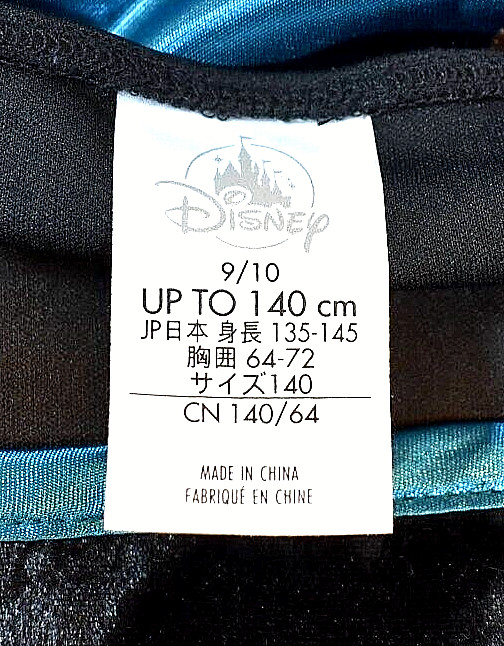 Disney
9/10
UP TO 140 cm
JP日本 身長 135-145
胸囲 64-72
サイズ140
CN 140/64
MADE IN CHINA
FABRIQUÉ EN CHINE